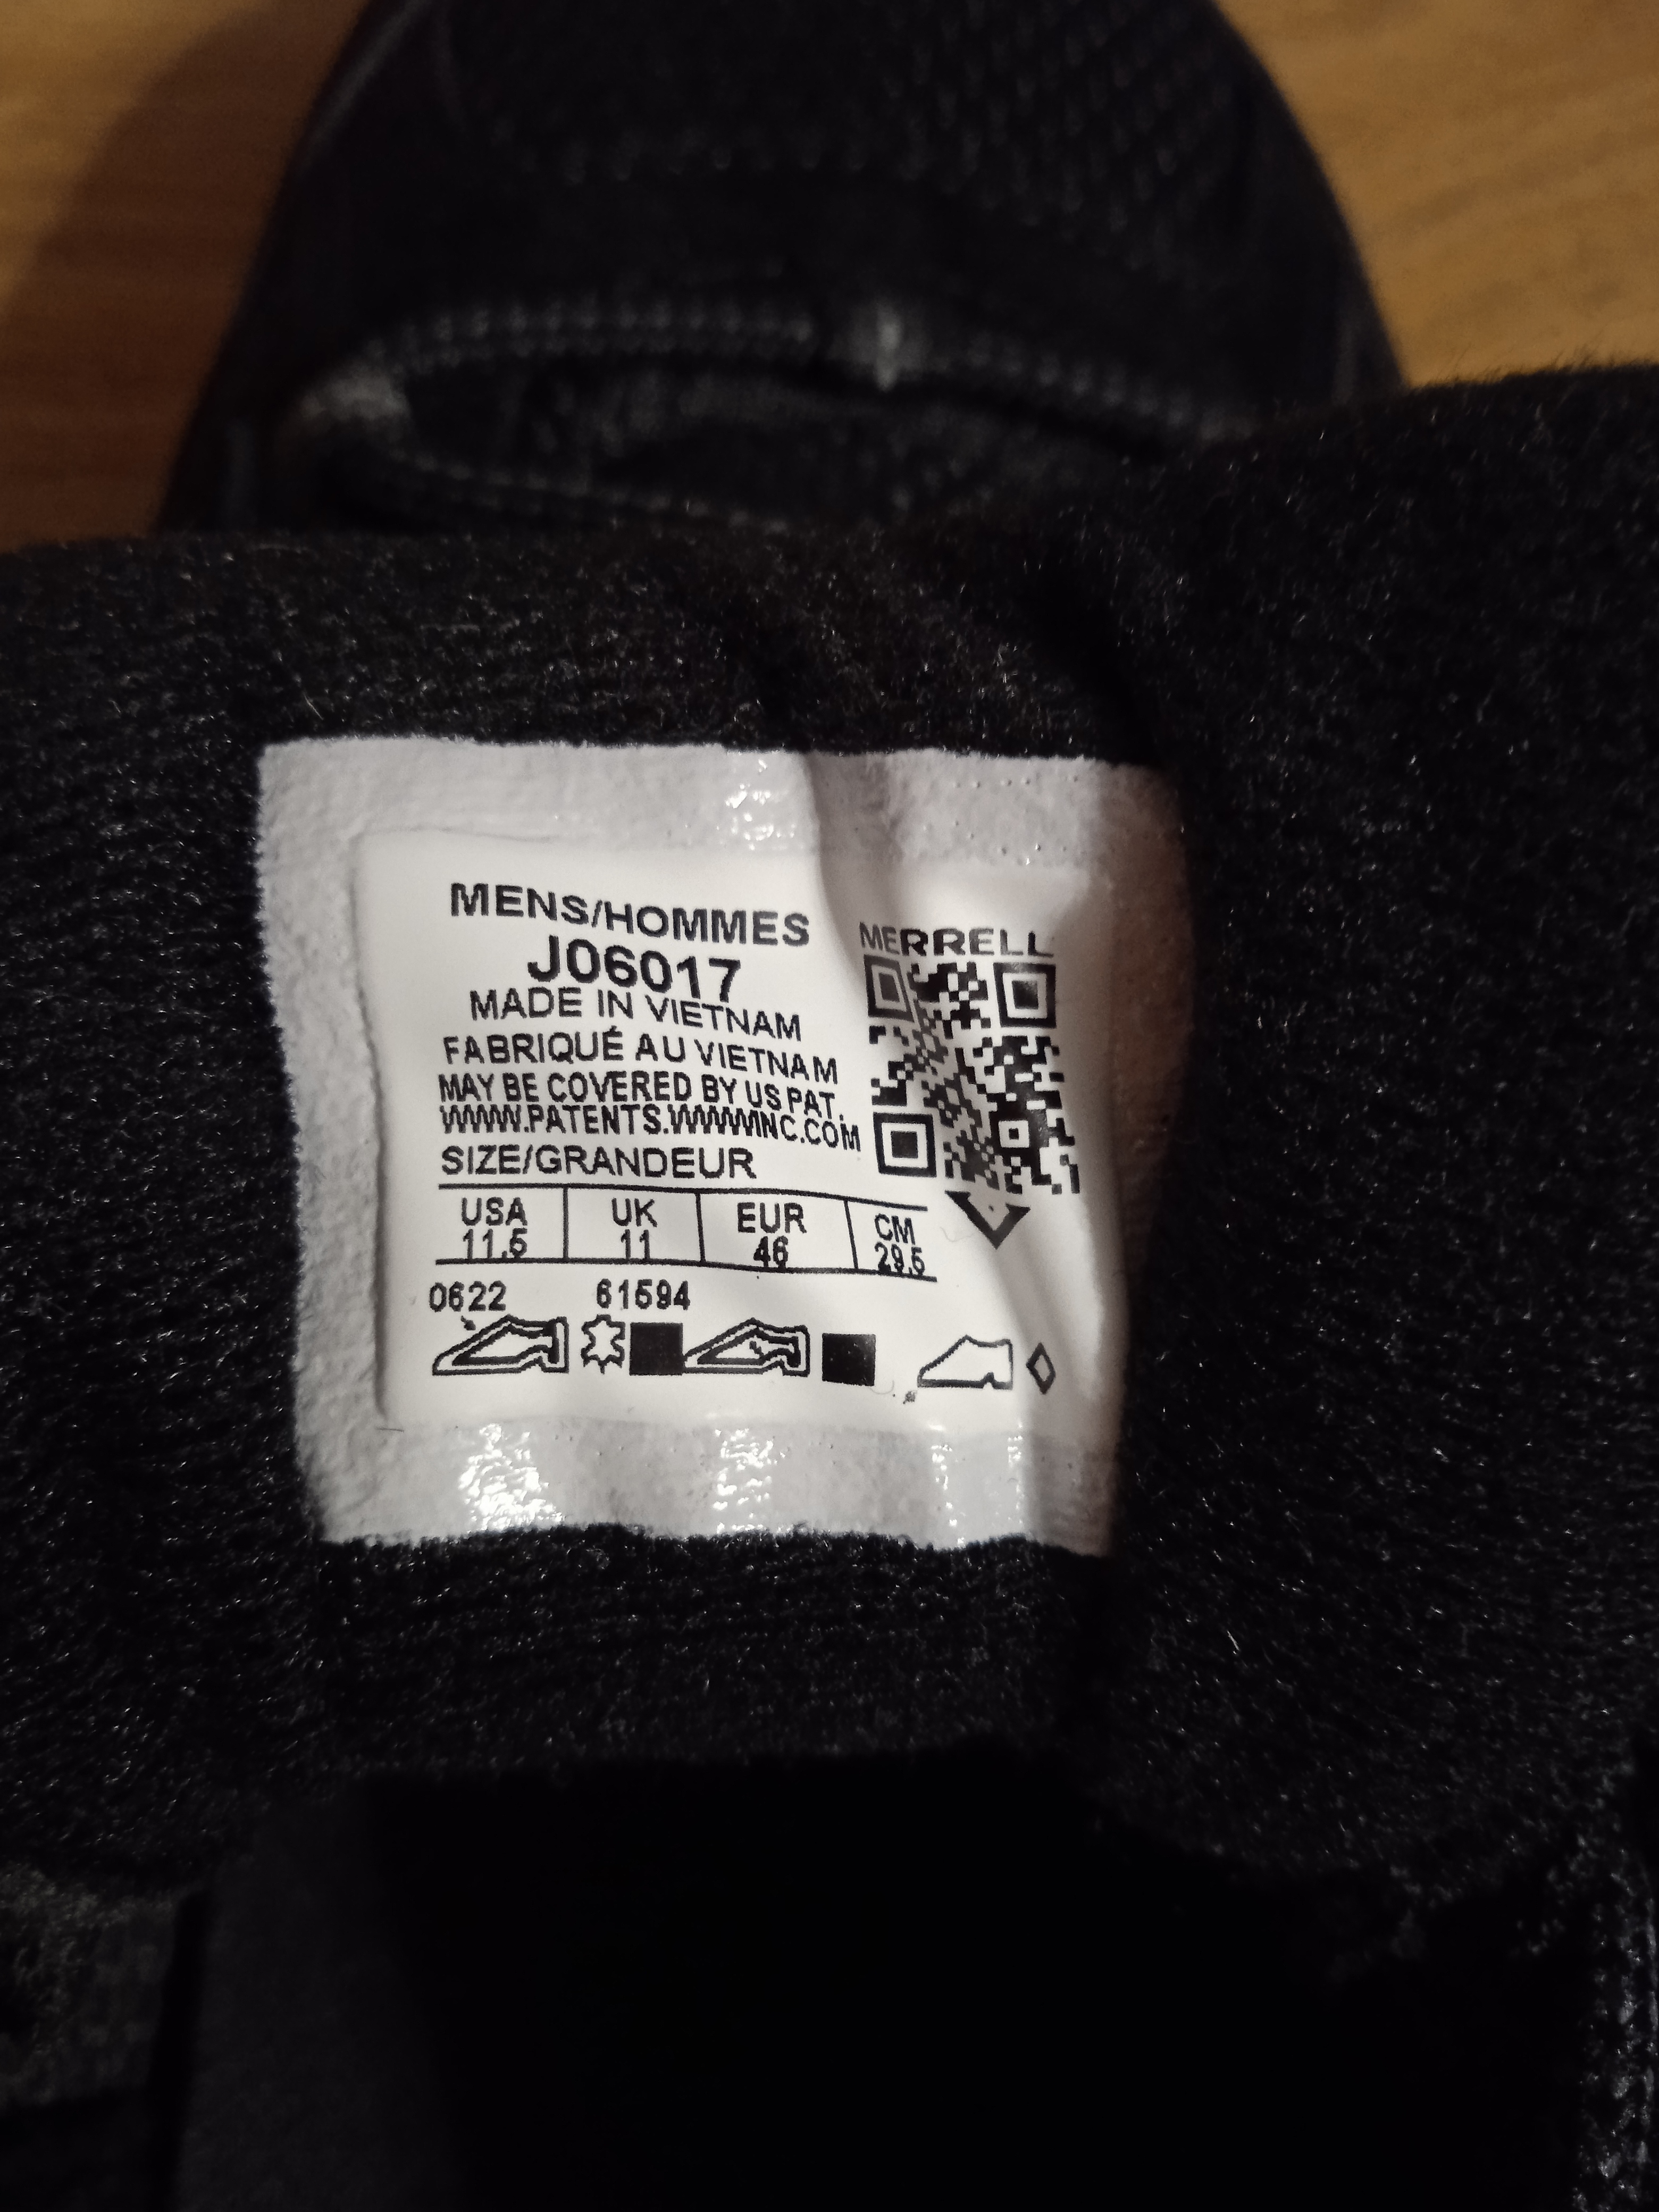 MENS/HOMMES
J06017
MADE IN VIETNAM
FABRIQUÉ AU VIETNAM
MAY BE COVERED BY US PAT.
WWW.PATENTS.WWWINC.COM
MERRELL
SIZE/GRANDEUR
USA UK EUR CM
11.5 11 46 29.5
0622 61594